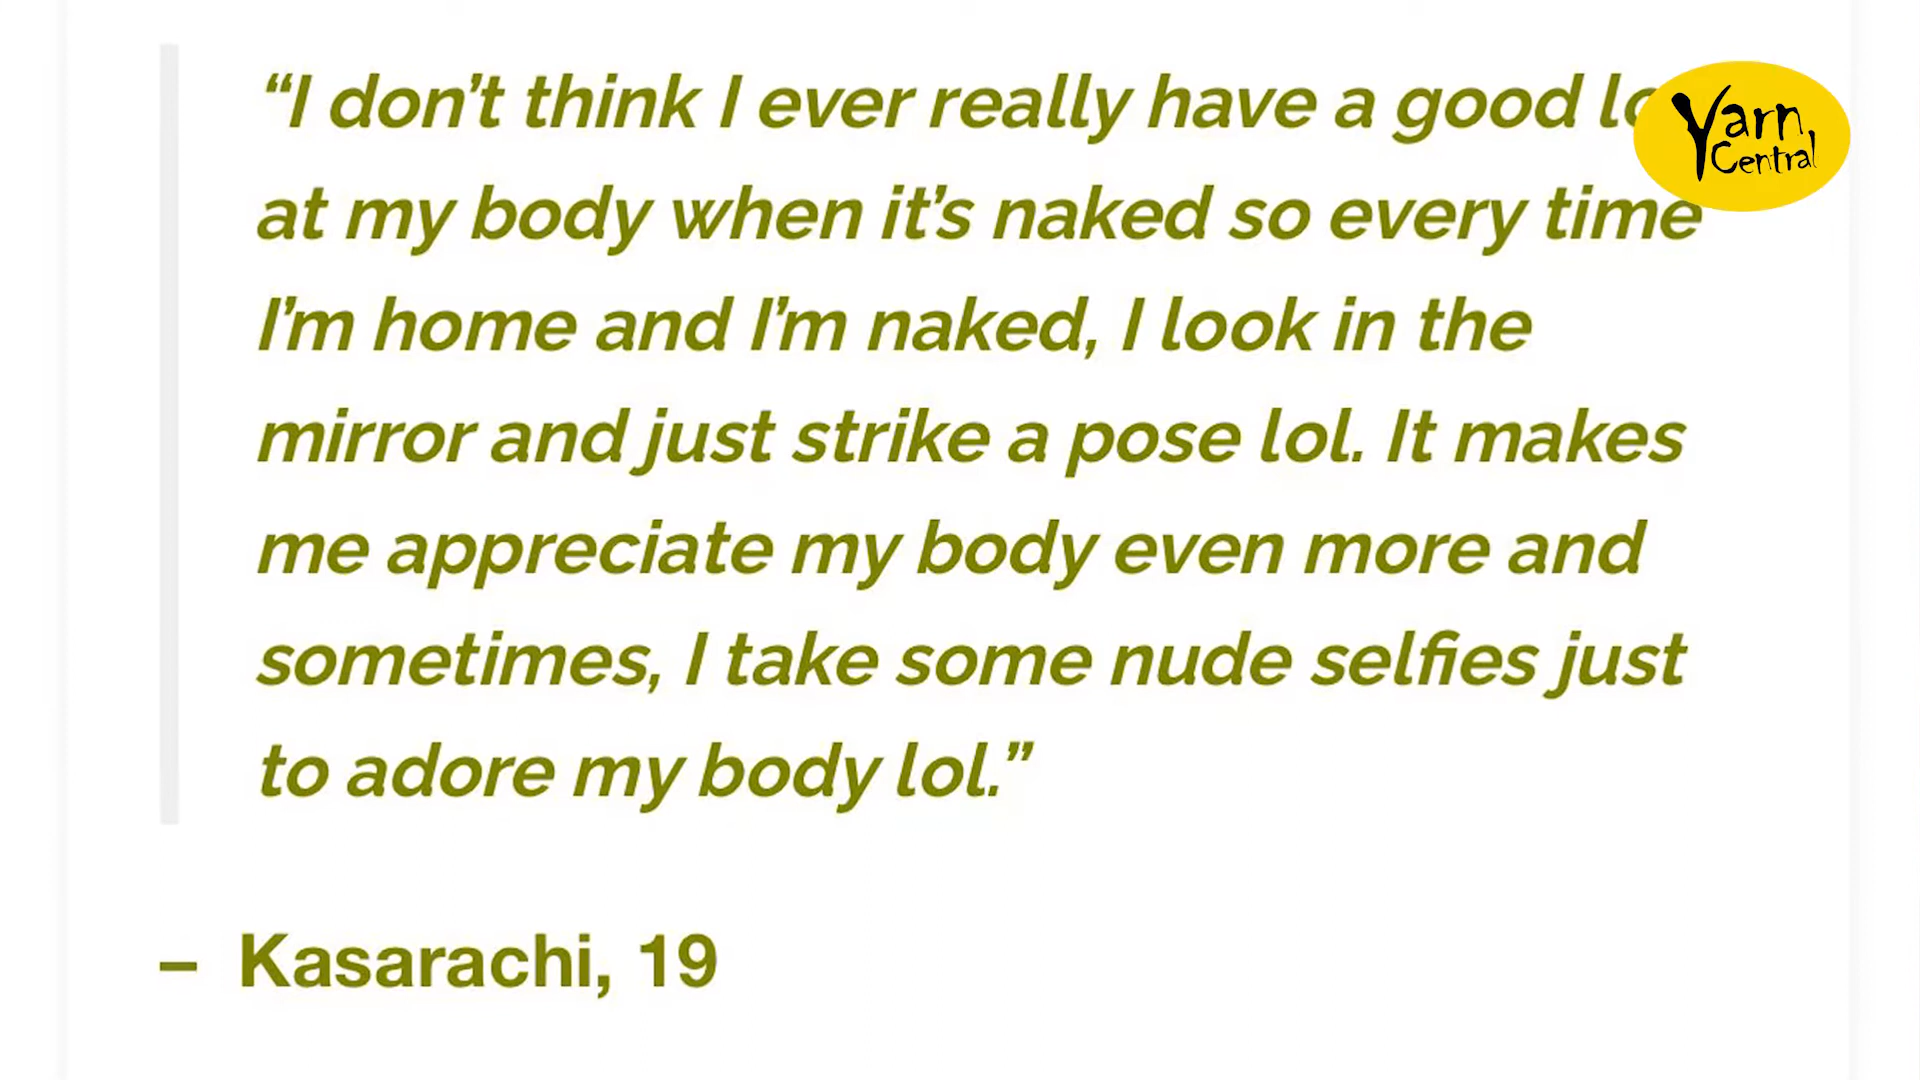 “I don’t think I ever really have a good
at my body when it’s naked so every time
I’m home and I’m naked, I look in the
mirror and just strike a pose lol. It makes
me appreciate my body even more and
sometimes, I take some nude selfies just
to adore my body lol.”
– Kasarachi, 19
Yarn
Central